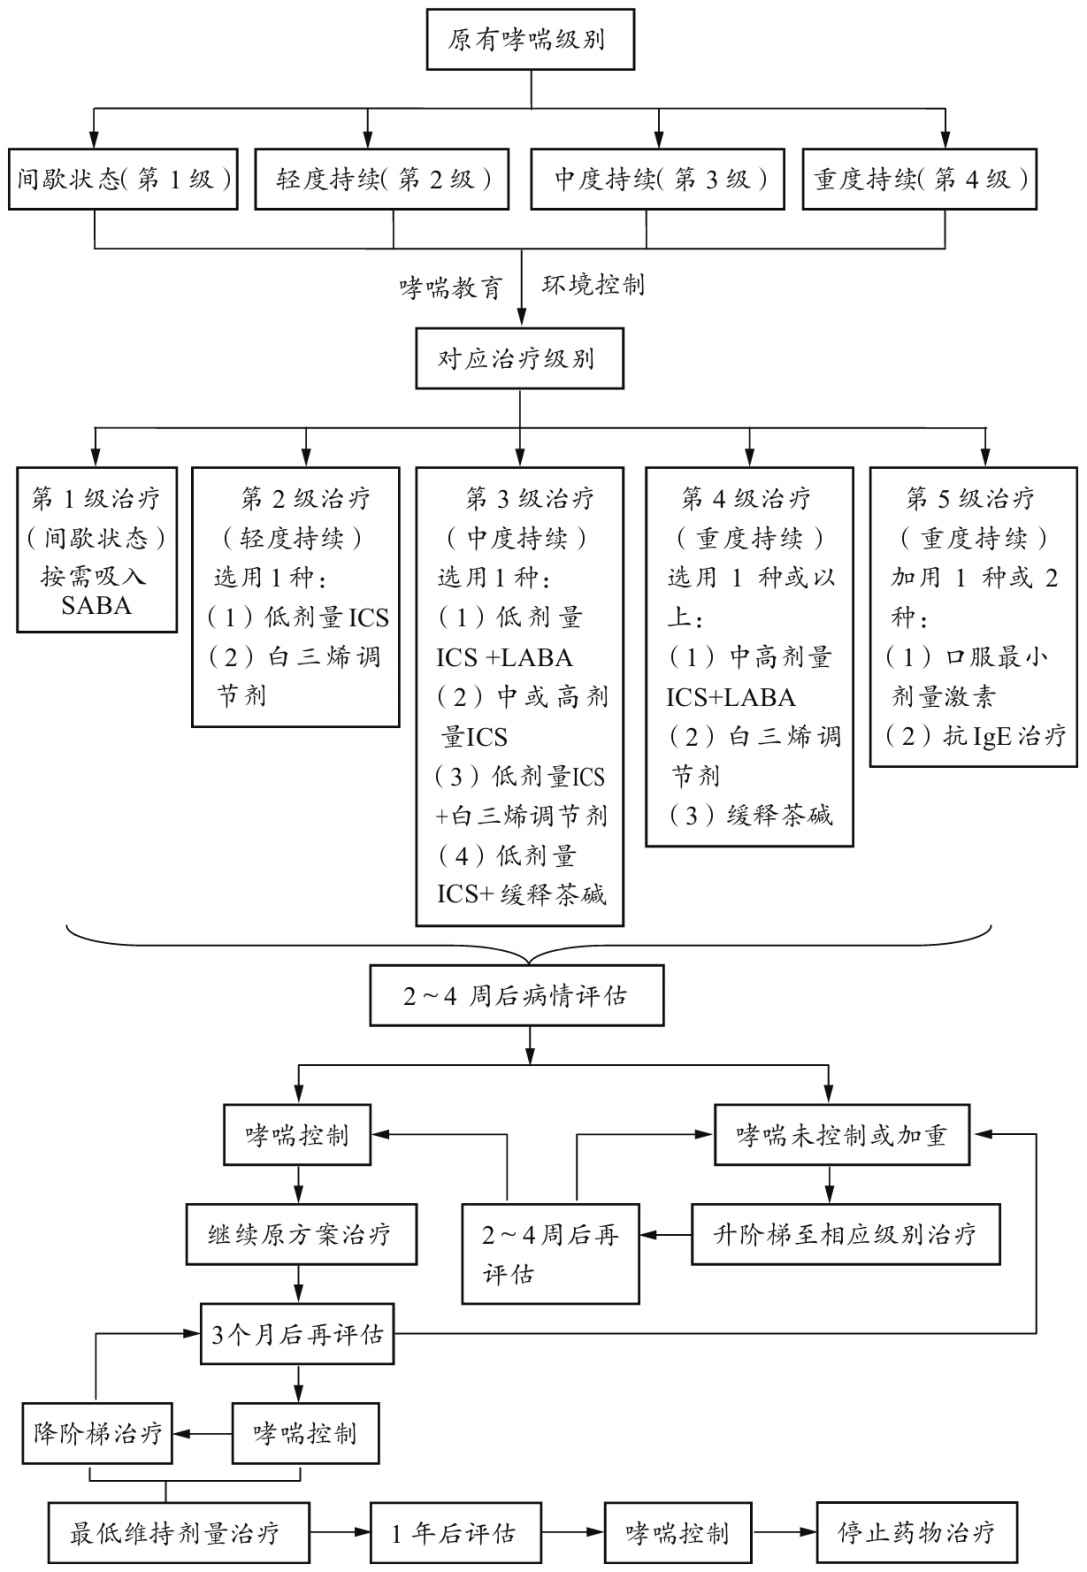 原有哮喘级别
间歇状态(第1级)
轻度持续(第2级)
中度持续(第3级)
重度持续(第4级)
哮喘教育
环境控制
对应治疗级别
第1级治疗
(间歇状态)
按需吸入
SABA
第2级治疗
(轻度持续)
选用1种:
(1)低剂量ICS
(2)白三烯调
节剂
第3级治疗
(中度持续)
选用1种:
(1)低剂量
ICS+LABA
(2)中或高剂
量ICS
(3)低剂量ICS
+白三烯调节剂
(4)低剂量
ICS+缓释茶碱
第4级治疗
(重度持续)
选用1种或以
上:
(1)中高剂量
ICS+LABA
(2)白三烯调
节剂
(3)缓释茶碱
第5级治疗
(重度持续)
加用1种或2
种:
(1)口服最小
剂量激素
(2)抗IgE治疗
2~4周后病情评估
哮喘控制
哮喘未控制或加重
继续原方案治疗
2~4周后再
评估
升阶梯至相应级别治疗
3个月后再评估
降阶梯治疗
哮喘控制
最低维持剂量治疗
1年后评估
哮喘控制
停止药物治疗